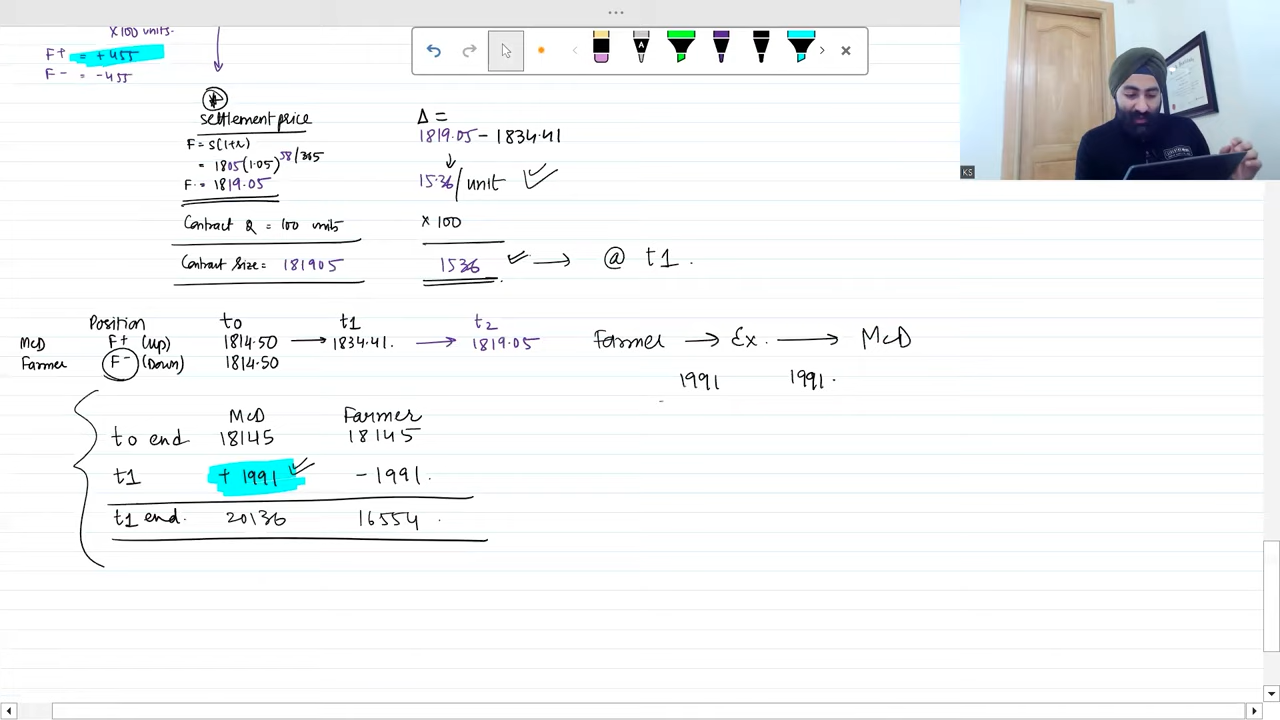 x 100 units.
F+ = +455
F- = -455
settlement price
F = S(1+r)
= 1805(1.05)^58/365
F = 1819.05
Contract Q = 100 units
Contract Size = 181905
Δ =
1819.05 - 1834.41
15.36/unit
x 100
1536 → @ t1.
Position t0 t1 t2
McD F+ (Up) 1814.50 → 1834.41. → 1819.05
Farmer F- (Down) 1814.50
Farmer → Ex. → McD
1991 1991.
McD Farmer
to end 18145 18145
t1 + 1991 - 1991.
t1 end. 20136 16554.
A
KS